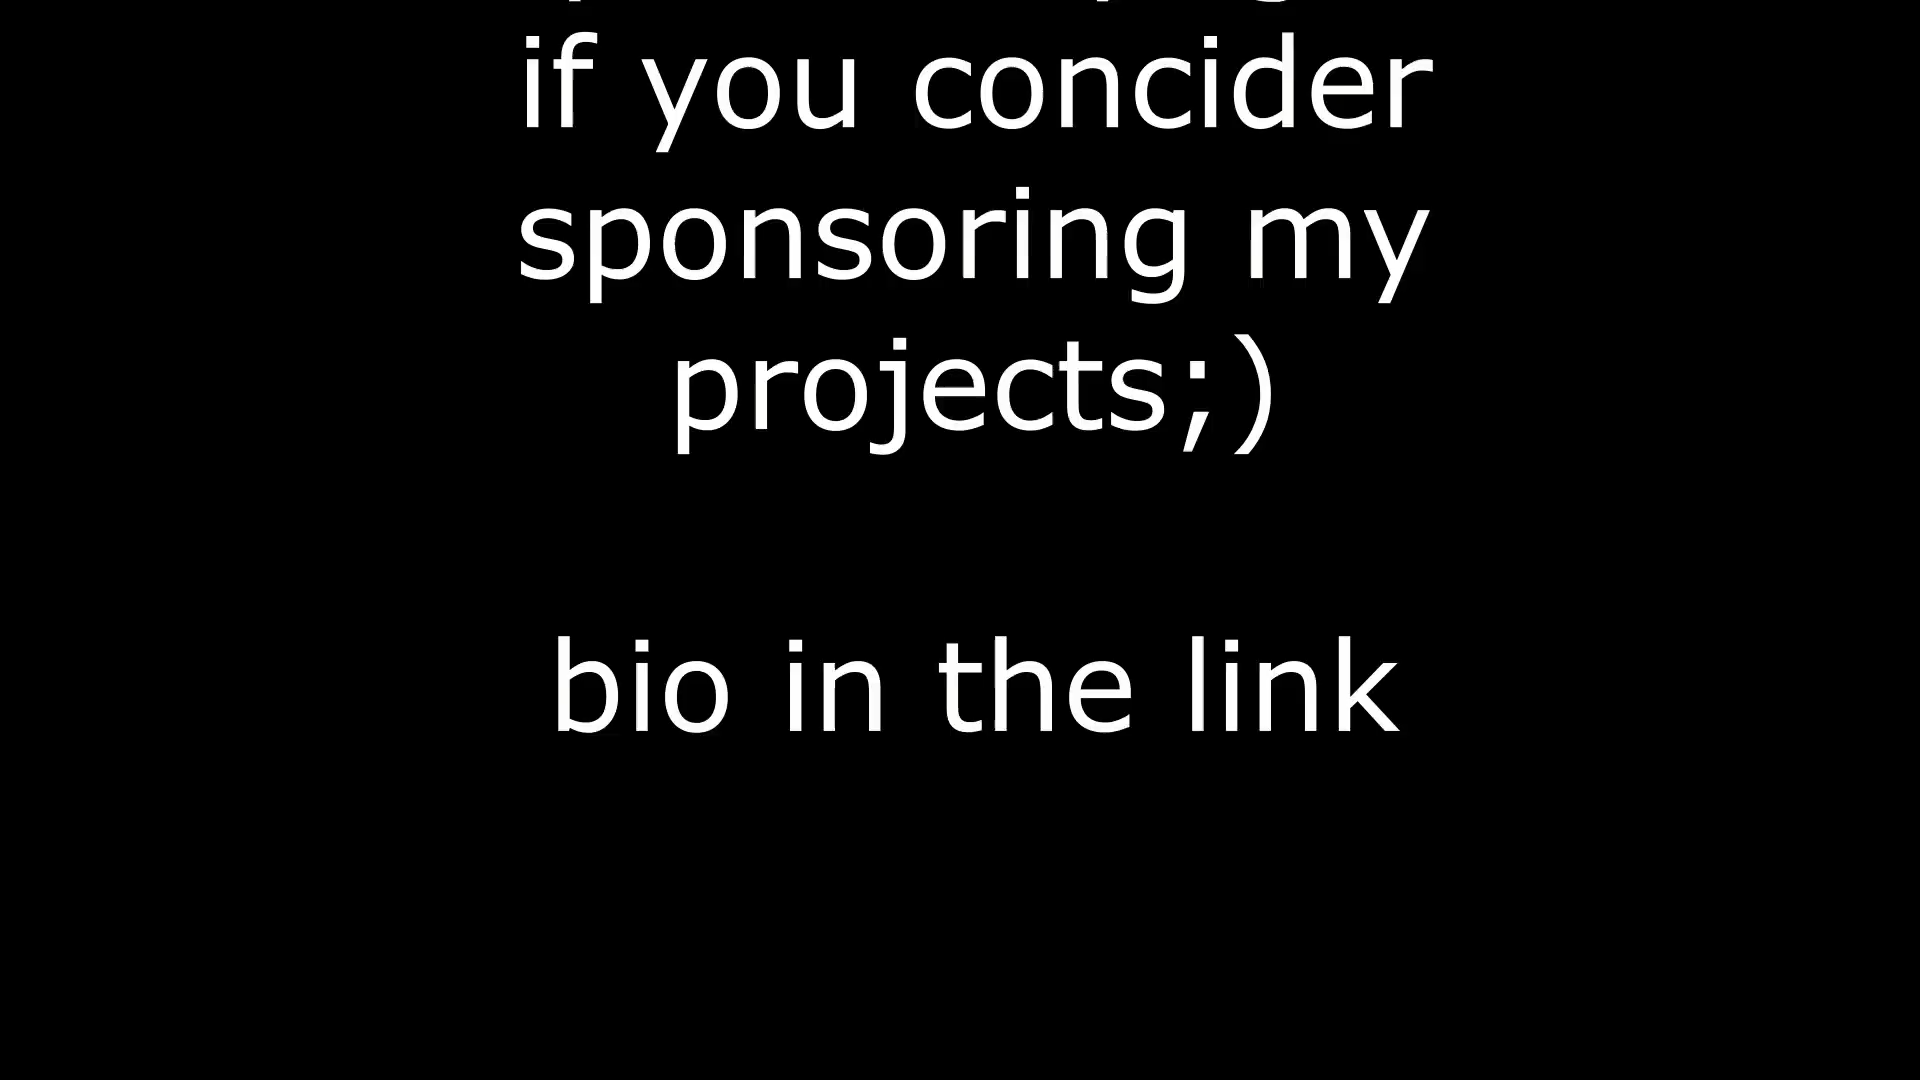 if you concider
sponsoring my
projects;)
bio in the link